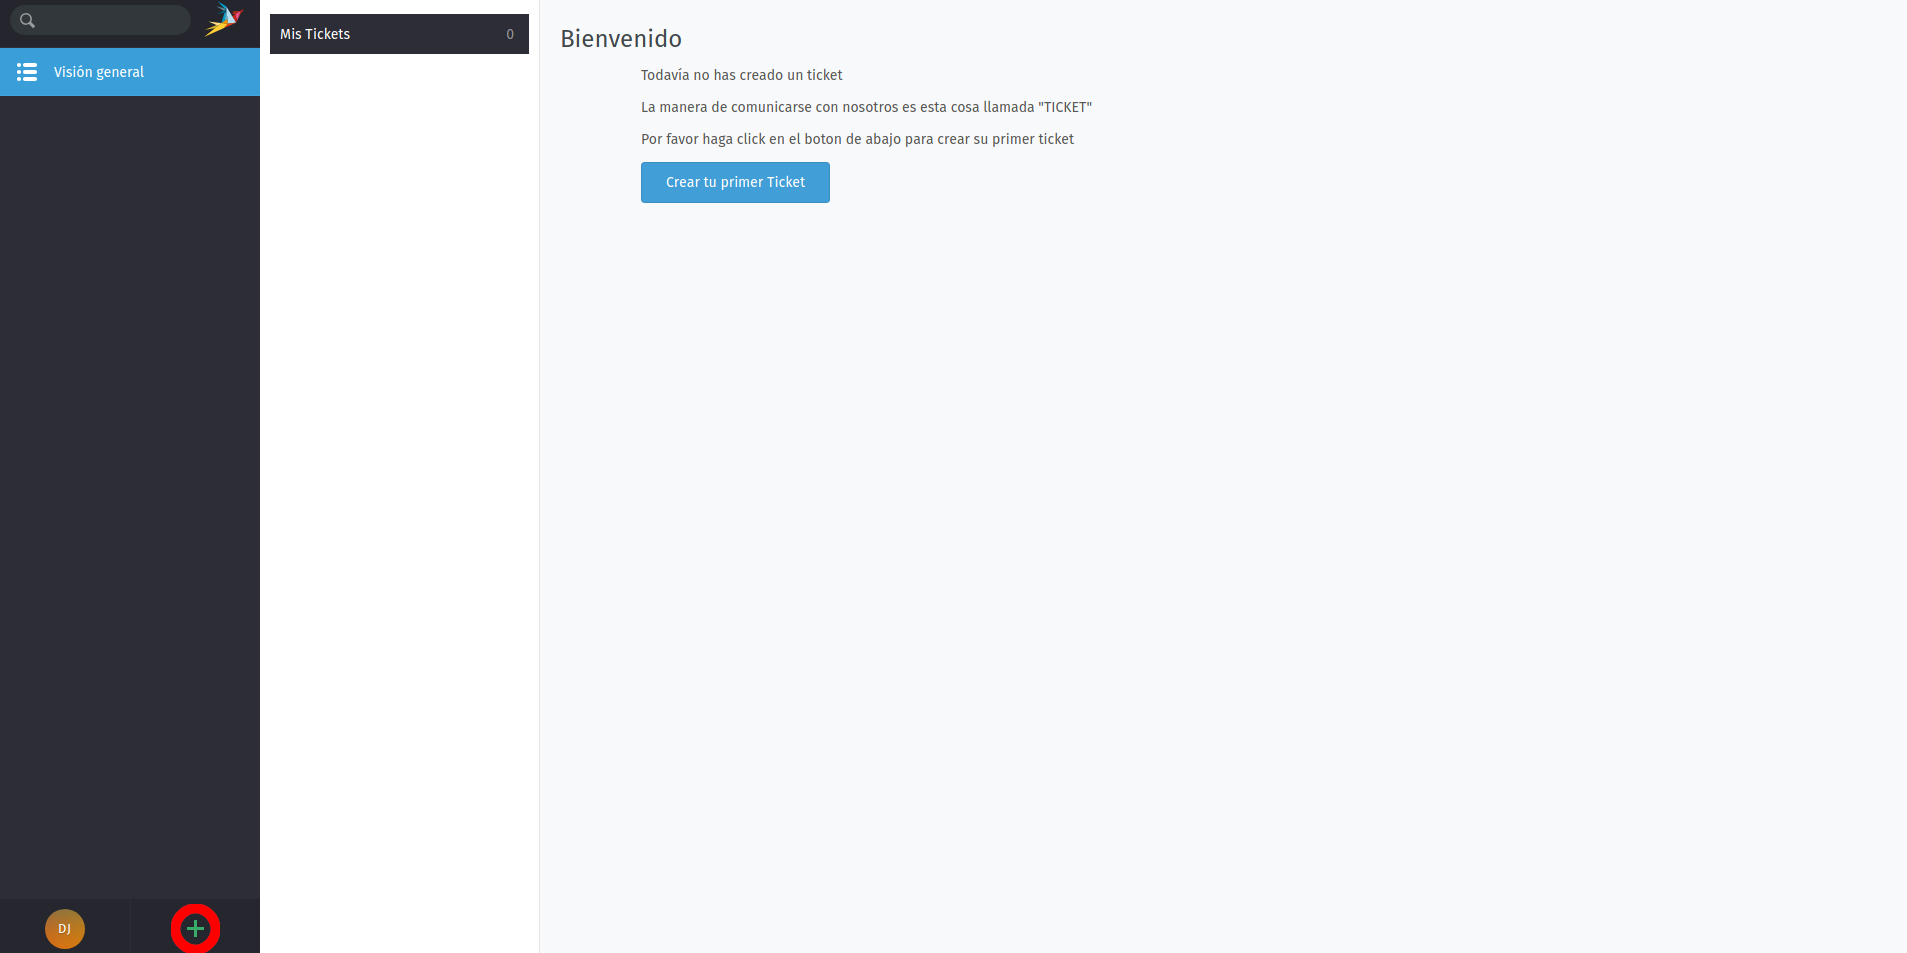 Visión general
Mis Tickets 0
Bienvenido
Todavía no has creado un ticket
La manera de comunicarse con nosotros es esta cosa llamada "TICKET"
Por favor haga click en el boton de abajo para crear su primer ticket
Crear tu primer Ticket
DJ